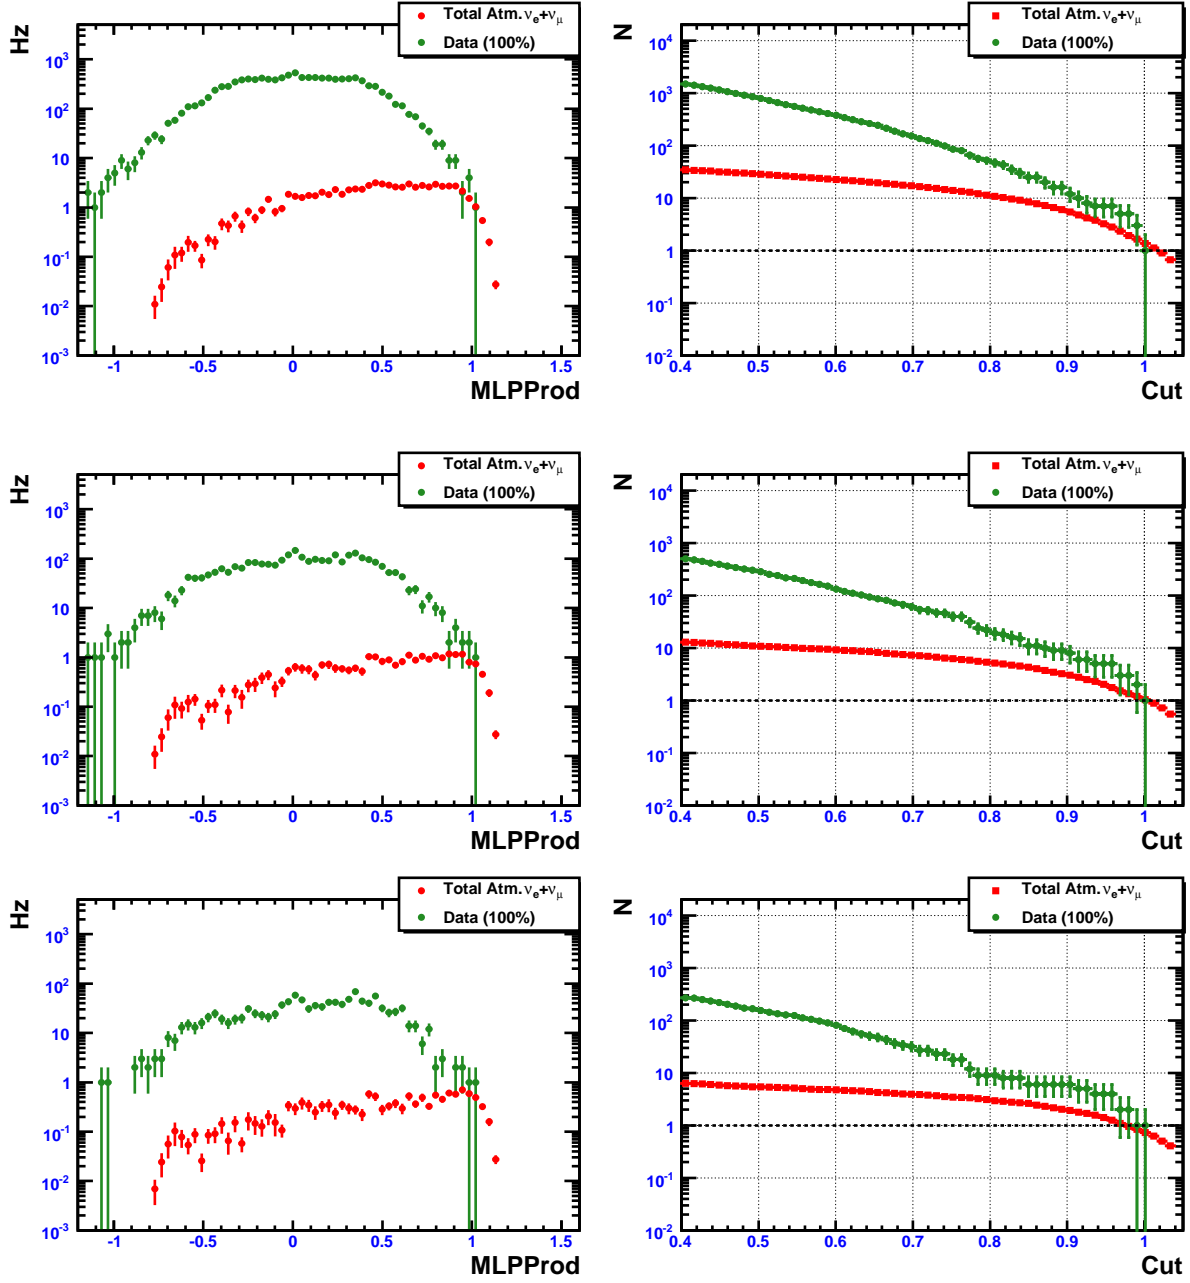 Hz
Total Atm. νe+νμ
Data (100%)
10³
10²
10
1
10⁻¹
10⁻²
10⁻³
-1 -0.5 0 0.5 1 1.5
MLPProd
N
Total Atm. νe+νμ
Data (100%)
10⁴
10³
10²
10
1
10⁻¹
10⁻²
0.4 0.5 0.6 0.7 0.8 0.9 1
Cut
Hz
Total Atm. νe+νμ
Data (100%)
10³
10²
10
1
10⁻¹
10⁻²
10⁻³
-1 -0.5 0 0.5 1 1.5
MLPProd
N
Total Atm. νe+νμ
Data (100%)
10⁴
10³
10²
10
1
10⁻¹
10⁻²
0.4 0.5 0.6 0.7 0.8 0.9 1
Cut
Hz
Total Atm. νe+νμ
Data (100%)
10³
10²
10
1
10⁻¹
10⁻²
10⁻³
-1 -0.5 0 0.5 1 1.5
MLPProd
N
Total Atm. νe+νμ
Data (100%)
10⁴
10³
10²
10
1
10⁻¹
10⁻²
0.4 0.5 0.6 0.7 0.8 0.9 1
Cut